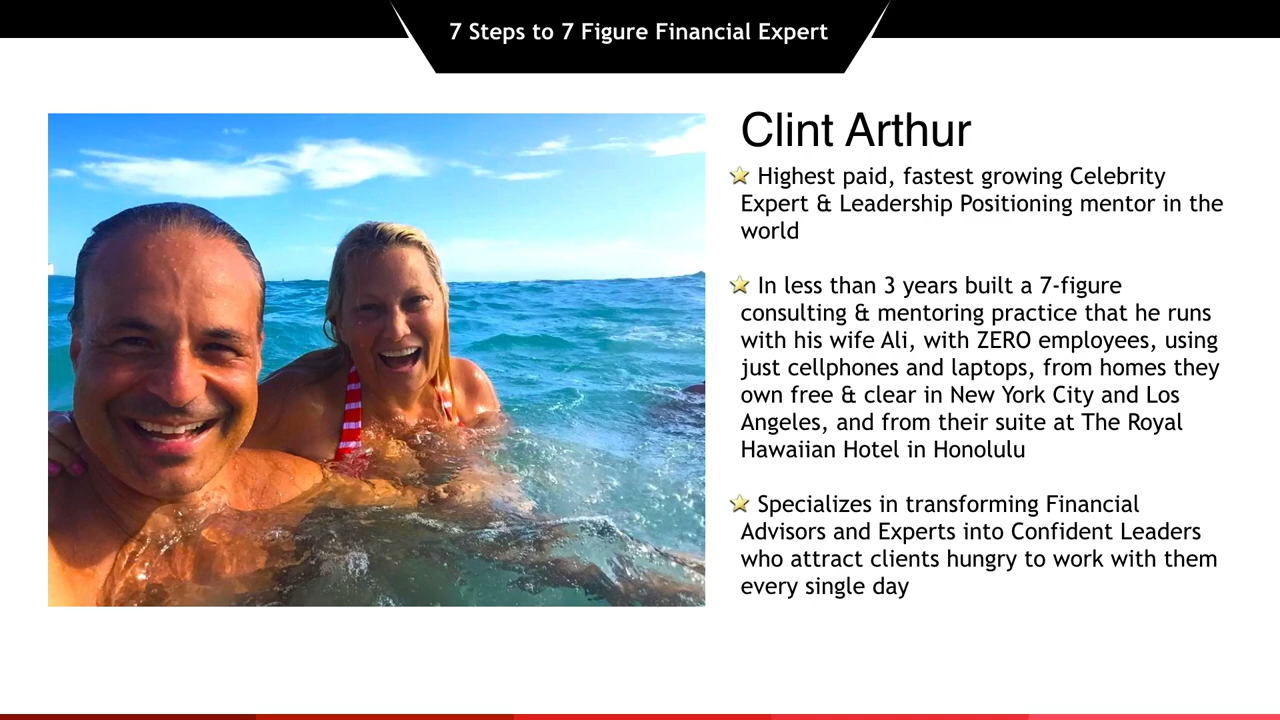 7 Steps to 7 Figure Financial Expert
Clint Arthur
Highest paid, fastest growing Celebrity
Expert & Leadership Positioning mentor in the
world
In less than 3 years built a 7-figure
consulting & mentoring practice that he runs
with his wife Ali, with ZERO employees, using
just cellphones and laptops, from homes they
own free & clear in New York City and Los
Angeles, and from their suite at The Royal
Hawaiian Hotel in Honolulu
Specializes in transforming Financial
Advisors and Experts into Confident Leaders
who attract clients hungry to work with them
every single day